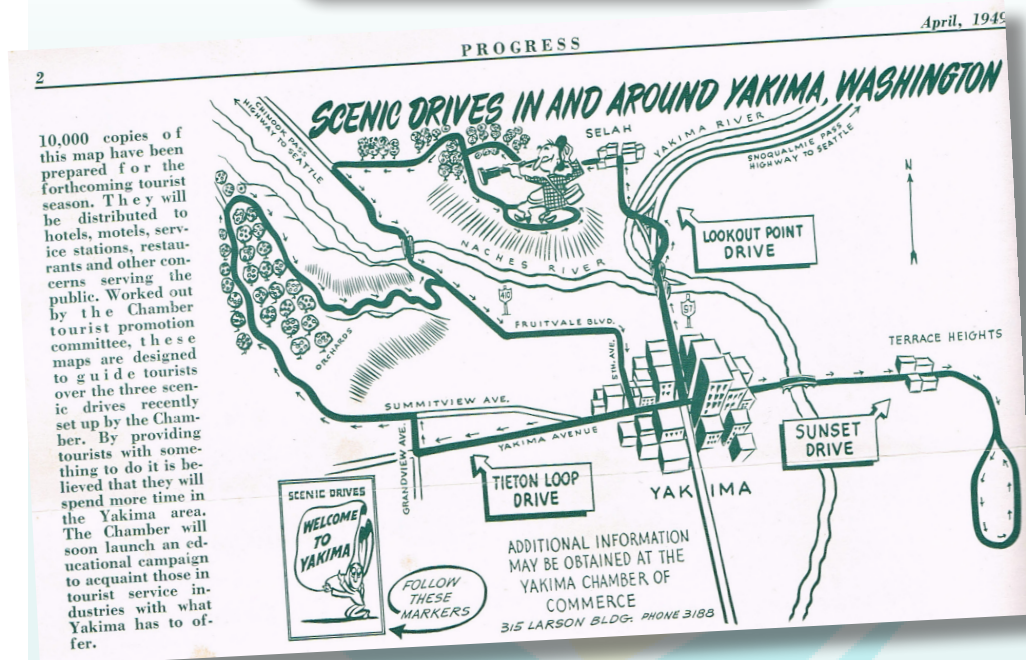 April, 1949
PROGRESS
2
SCENIC DRIVES IN AND AROUND YAKIMA, WASHINGTON
10,000 copies of
this map have been
prepared for the
forthcoming tourist
season. They will
be distributed to
hotels, motels, serv-
ice stations, restau-
rants and other con-
cerns serving the
public. Worked out
by the Chamber
tourist promotion
committee, these
maps are designed
to guide tourists
over the three scen-
ic drives recently
set up by the Cham-
ber. By providing
tourists with some-
thing to do it is be-
lieved that they will
spend more time in
the Yakima area.
The Chamber will
soon launch an ed-
ucational campaign
to acquaint those in
tourist service in-
dustries with what
Yakima has to of-
fer.
CHINOOK PASS
HIGHWAY TO SEATTLE
SELAH
YAKIMA RIVER
SNOQUALMIE PASS
HIGHWAY TO SEATTLE
N
LOOKOUT POINT
DRIVE
NACHES RIVER
410
97
FRUITVALE BLVD.
5TH. AVE.
ORCHARDS
TERRACE HEIGHTS
SUMMITVIEW AVE.
YAKIMA AVENUE
GRANDVIEW AVE.
SUNSET
DRIVE
TIETON LOOP
DRIVE
YAKIMA
SCENIC DRIVES
WELCOME
TO
YAKIMA
FOLLOW
THESE
MARKERS
ADDITIONAL INFORMATION
MAY BE OBTAINED AT THE
YAKIMA CHAMBER OF
COMMERCE
315 LARSON BLDG. PHONE 3188